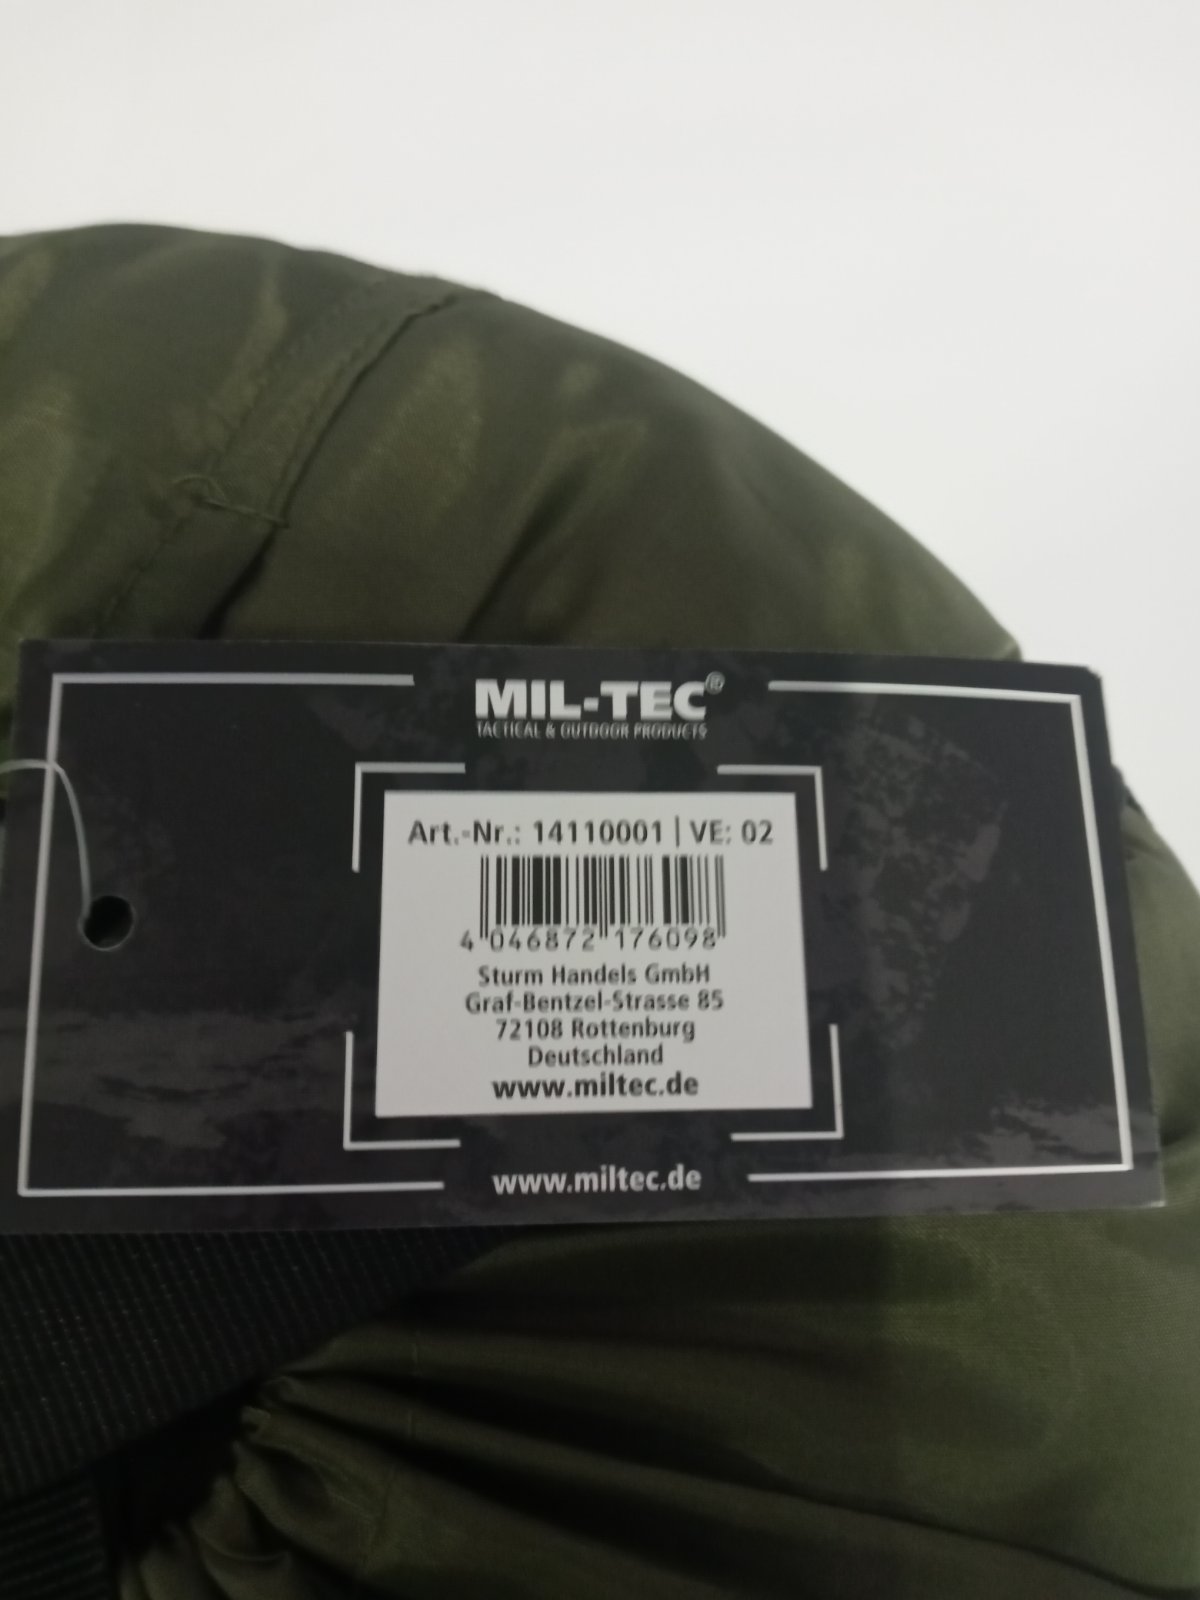 MIL-TEC®
TACTICAL & OUTDOOR PRODUCTS
Art.-Nr.: 14110001 | VE: 02
4 046872 176098
Sturm Handels GmbH
Graf-Bentzel-Strasse 85
72108 Rottenburg
Deutschland
www.miltec.de
www.miltec.de